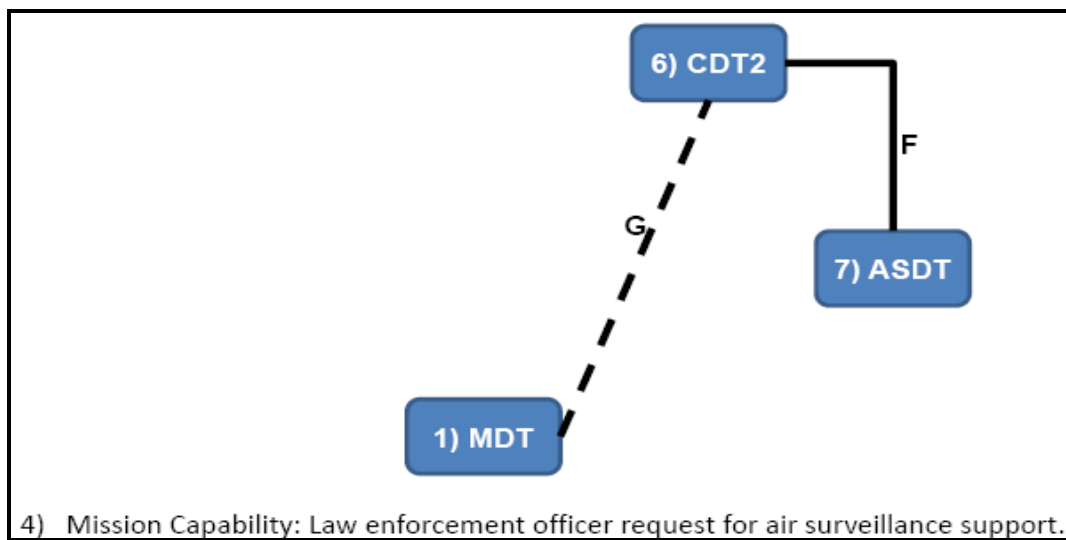 6) CDT2
F
G
7) ASDT
1) MDT
4) Mission Capability: Law enforcement officer request for air surveillance support.